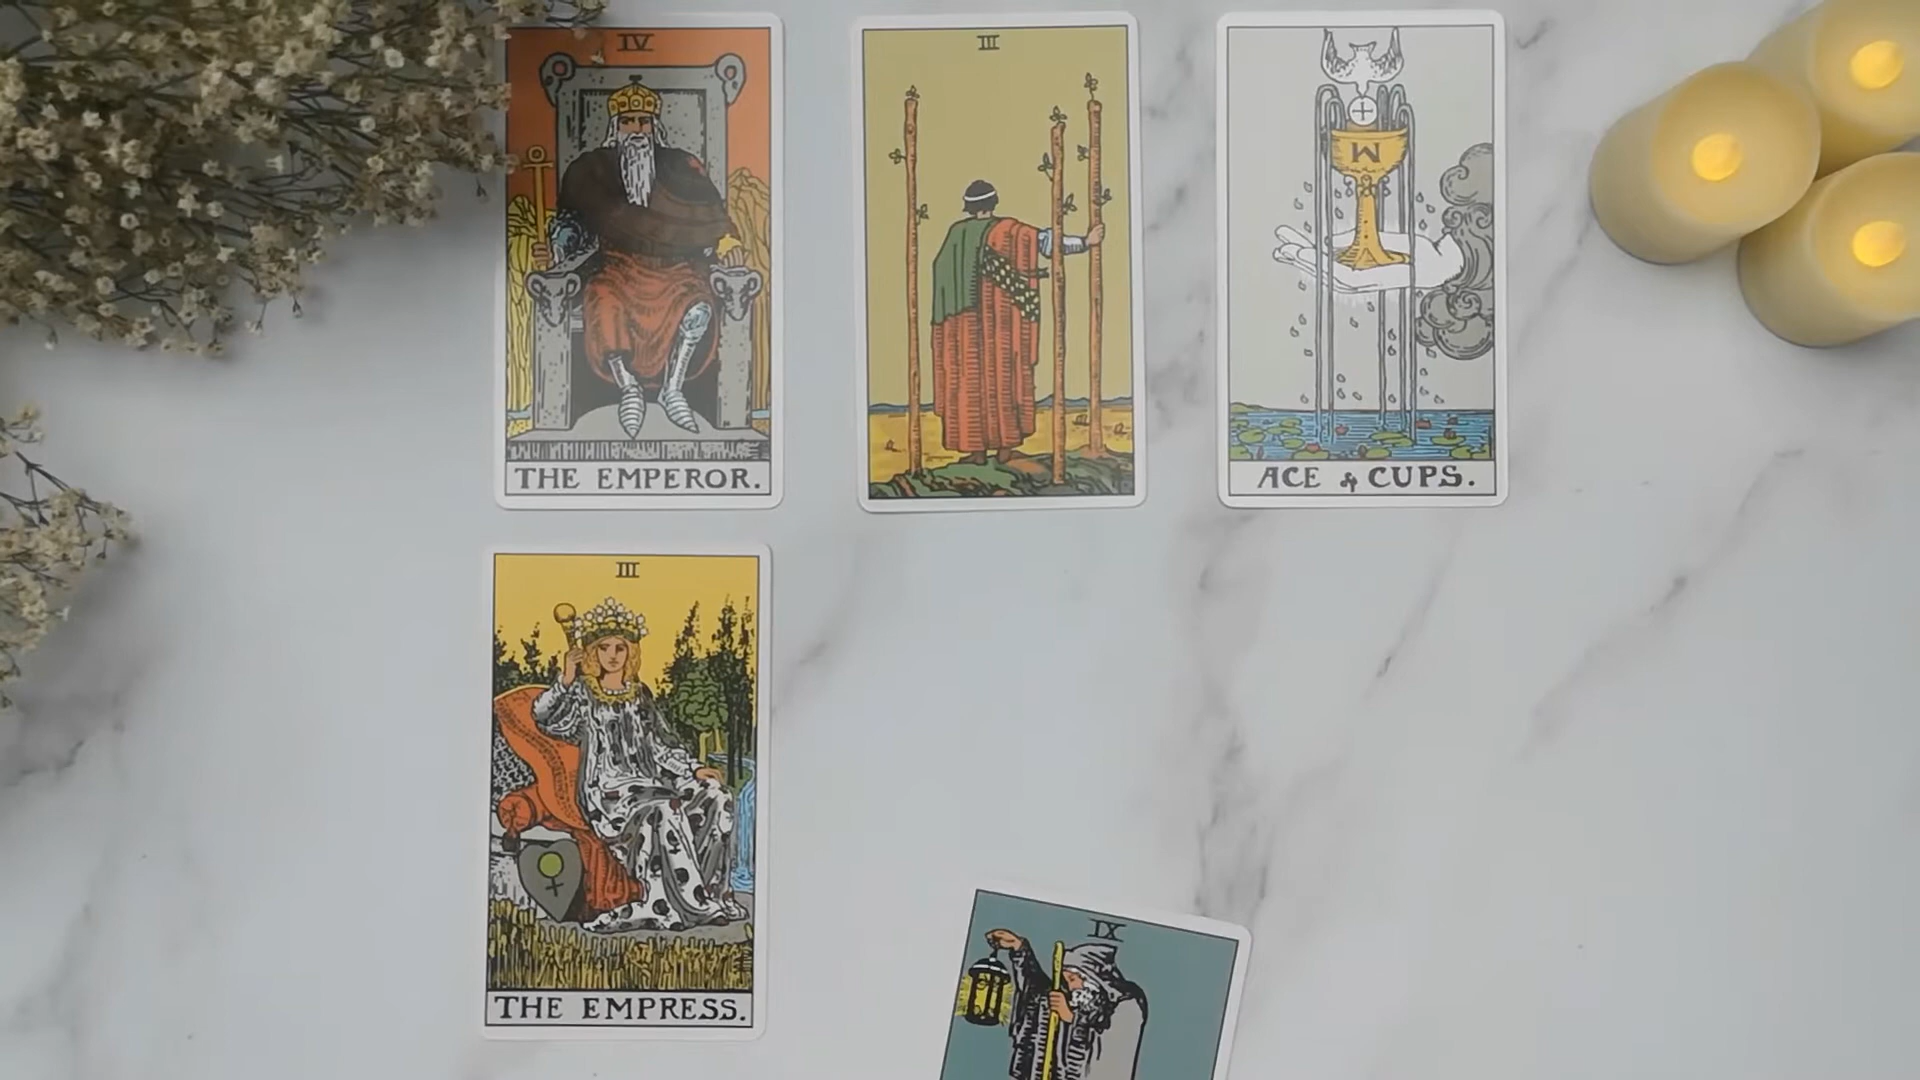 IV
III
THE EMPEROR.
ACE of CUPS.
III
THE EMPRESS.
IX